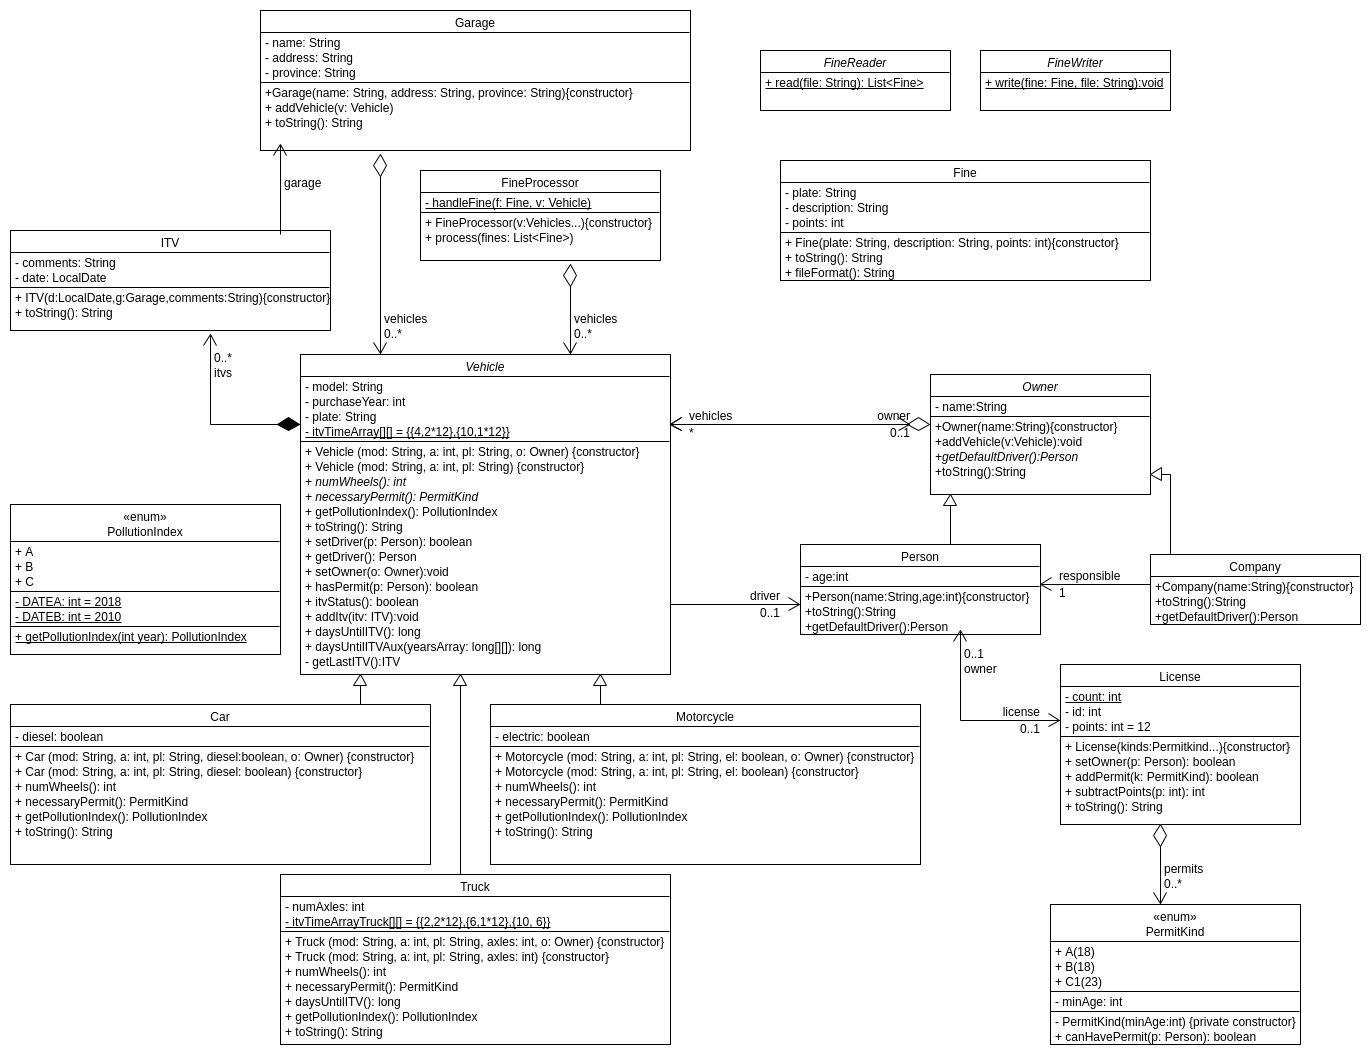 Garage
- name: String
- address: String
- province: String
+Garage(name: String, address: String, province: String){constructor}
+ addVehicle(v: Vehicle)
+ toString(): String
FineReader
+ read(file: String): List<Fine>
FineWriter
+ write(fine: Fine, file: String):void
garage
FineProcessor
- handleFine(f: Fine, v: Vehicle)
+ FineProcessor(v:Vehicles...){constructor}
+ process(fines: List<Fine>)
Fine
- plate: String
- description: String
- points: int
+ Fine(plate: String, description: String, points: int){constructor}
+ toString(): String
+ fileFormat(): String
ITV
- comments: String
- date: LocalDate
+ ITV(d:LocalDate,g:Garage,comments:String){constructor}
+ toString(): String
vehicles
0..*
vehicles
0..*
0..*
itvs
Vehicle
- model: String
- purchaseYear: int
- plate: String
- itvTimeArray[][] = {{4,2*12},{10,1*12}}
+ Vehicle (mod: String, a: int, pl: String, o: Owner) {constructor}
+ Vehicle (mod: String, a: int, pl: String) {constructor}
+ numWheels(): int
+ necessaryPermit(): PermitKind
+ getPollutionIndex(): PollutionIndex
+ toString(): String
+ setDriver(p: Person): boolean
+ getDriver(): Person
+ setOwner(o: Owner):void
+ hasPermit(p: Person): boolean
+ itvStatus(): boolean
+ addItv(itv: ITV):void
+ daysUntilITV(): long
+ daysUntilITVAux(yearsArray: long[][]): long
- getLastITV():ITV
vehicles
*
owner
0..1
Owner
- name:String
+Owner(name:String){constructor}
+addVehicle(v:Vehicle):void
+getDefaultDriver():Person
+toString():String
«enum»
PollutionIndex
+ A
+ B
+ C
- DATEA: int = 2018
- DATEB: int = 2010
+ getPollutionIndex(int year): PollutionIndex
driver
0..1
Person
- age:int
+Person(name:String,age:int){constructor}
+toString():String
+getDefaultDriver():Person
responsible
1
Company
+Company(name:String){constructor}
+toString():String
+getDefaultDriver():Person
0..1
owner
license
0..1
License
- count: int
- id: int
- points: int = 12
+ License(kinds:Permitkind...){constructor}
+ setOwner(p: Person): boolean
+ addPermit(k: PermitKind): boolean
+ subtractPoints(p: int): int
+ toString(): String
Car
- diesel: boolean
+ Car (mod: String, a: int, pl: String, diesel:boolean, o: Owner) {constructor}
+ Car (mod: String, a: int, pl: String, diesel: boolean) {constructor}
+ numWheels(): int
+ necessaryPermit(): PermitKind
+ getPollutionIndex(): PollutionIndex
+ toString(): String
Motorcycle
- electric: boolean
+ Motorcycle (mod: String, a: int, pl: String, el: boolean, o: Owner) {constructor}
+ Motorcycle (mod: String, a: int, pl: String, el: boolean) {constructor}
+ numWheels(): int
+ necessaryPermit(): PermitKind
+ getPollutionIndex(): PollutionIndex
+ toString(): String
Truck
- numAxles: int
- itvTimeArrayTruck[][] = {{2,2*12},{6,1*12},{10, 6}}
+ Truck (mod: String, a: int, pl: String, axles: int, o: Owner) {constructor}
+ Truck (mod: String, a: int, pl: String, axles: int) {constructor}
+ numWheels(): int
+ necessaryPermit(): PermitKind
+ daysUntilITV(): long
+ getPollutionIndex(): PollutionIndex
+ toString(): String
permits
0..*
«enum»
PermitKind
+ A(18)
+ B(18)
+ C1(23)
- minAge: int
- PermitKind(minAge:int) {private constructor}
+ canHavePermit(p: Person): boolean